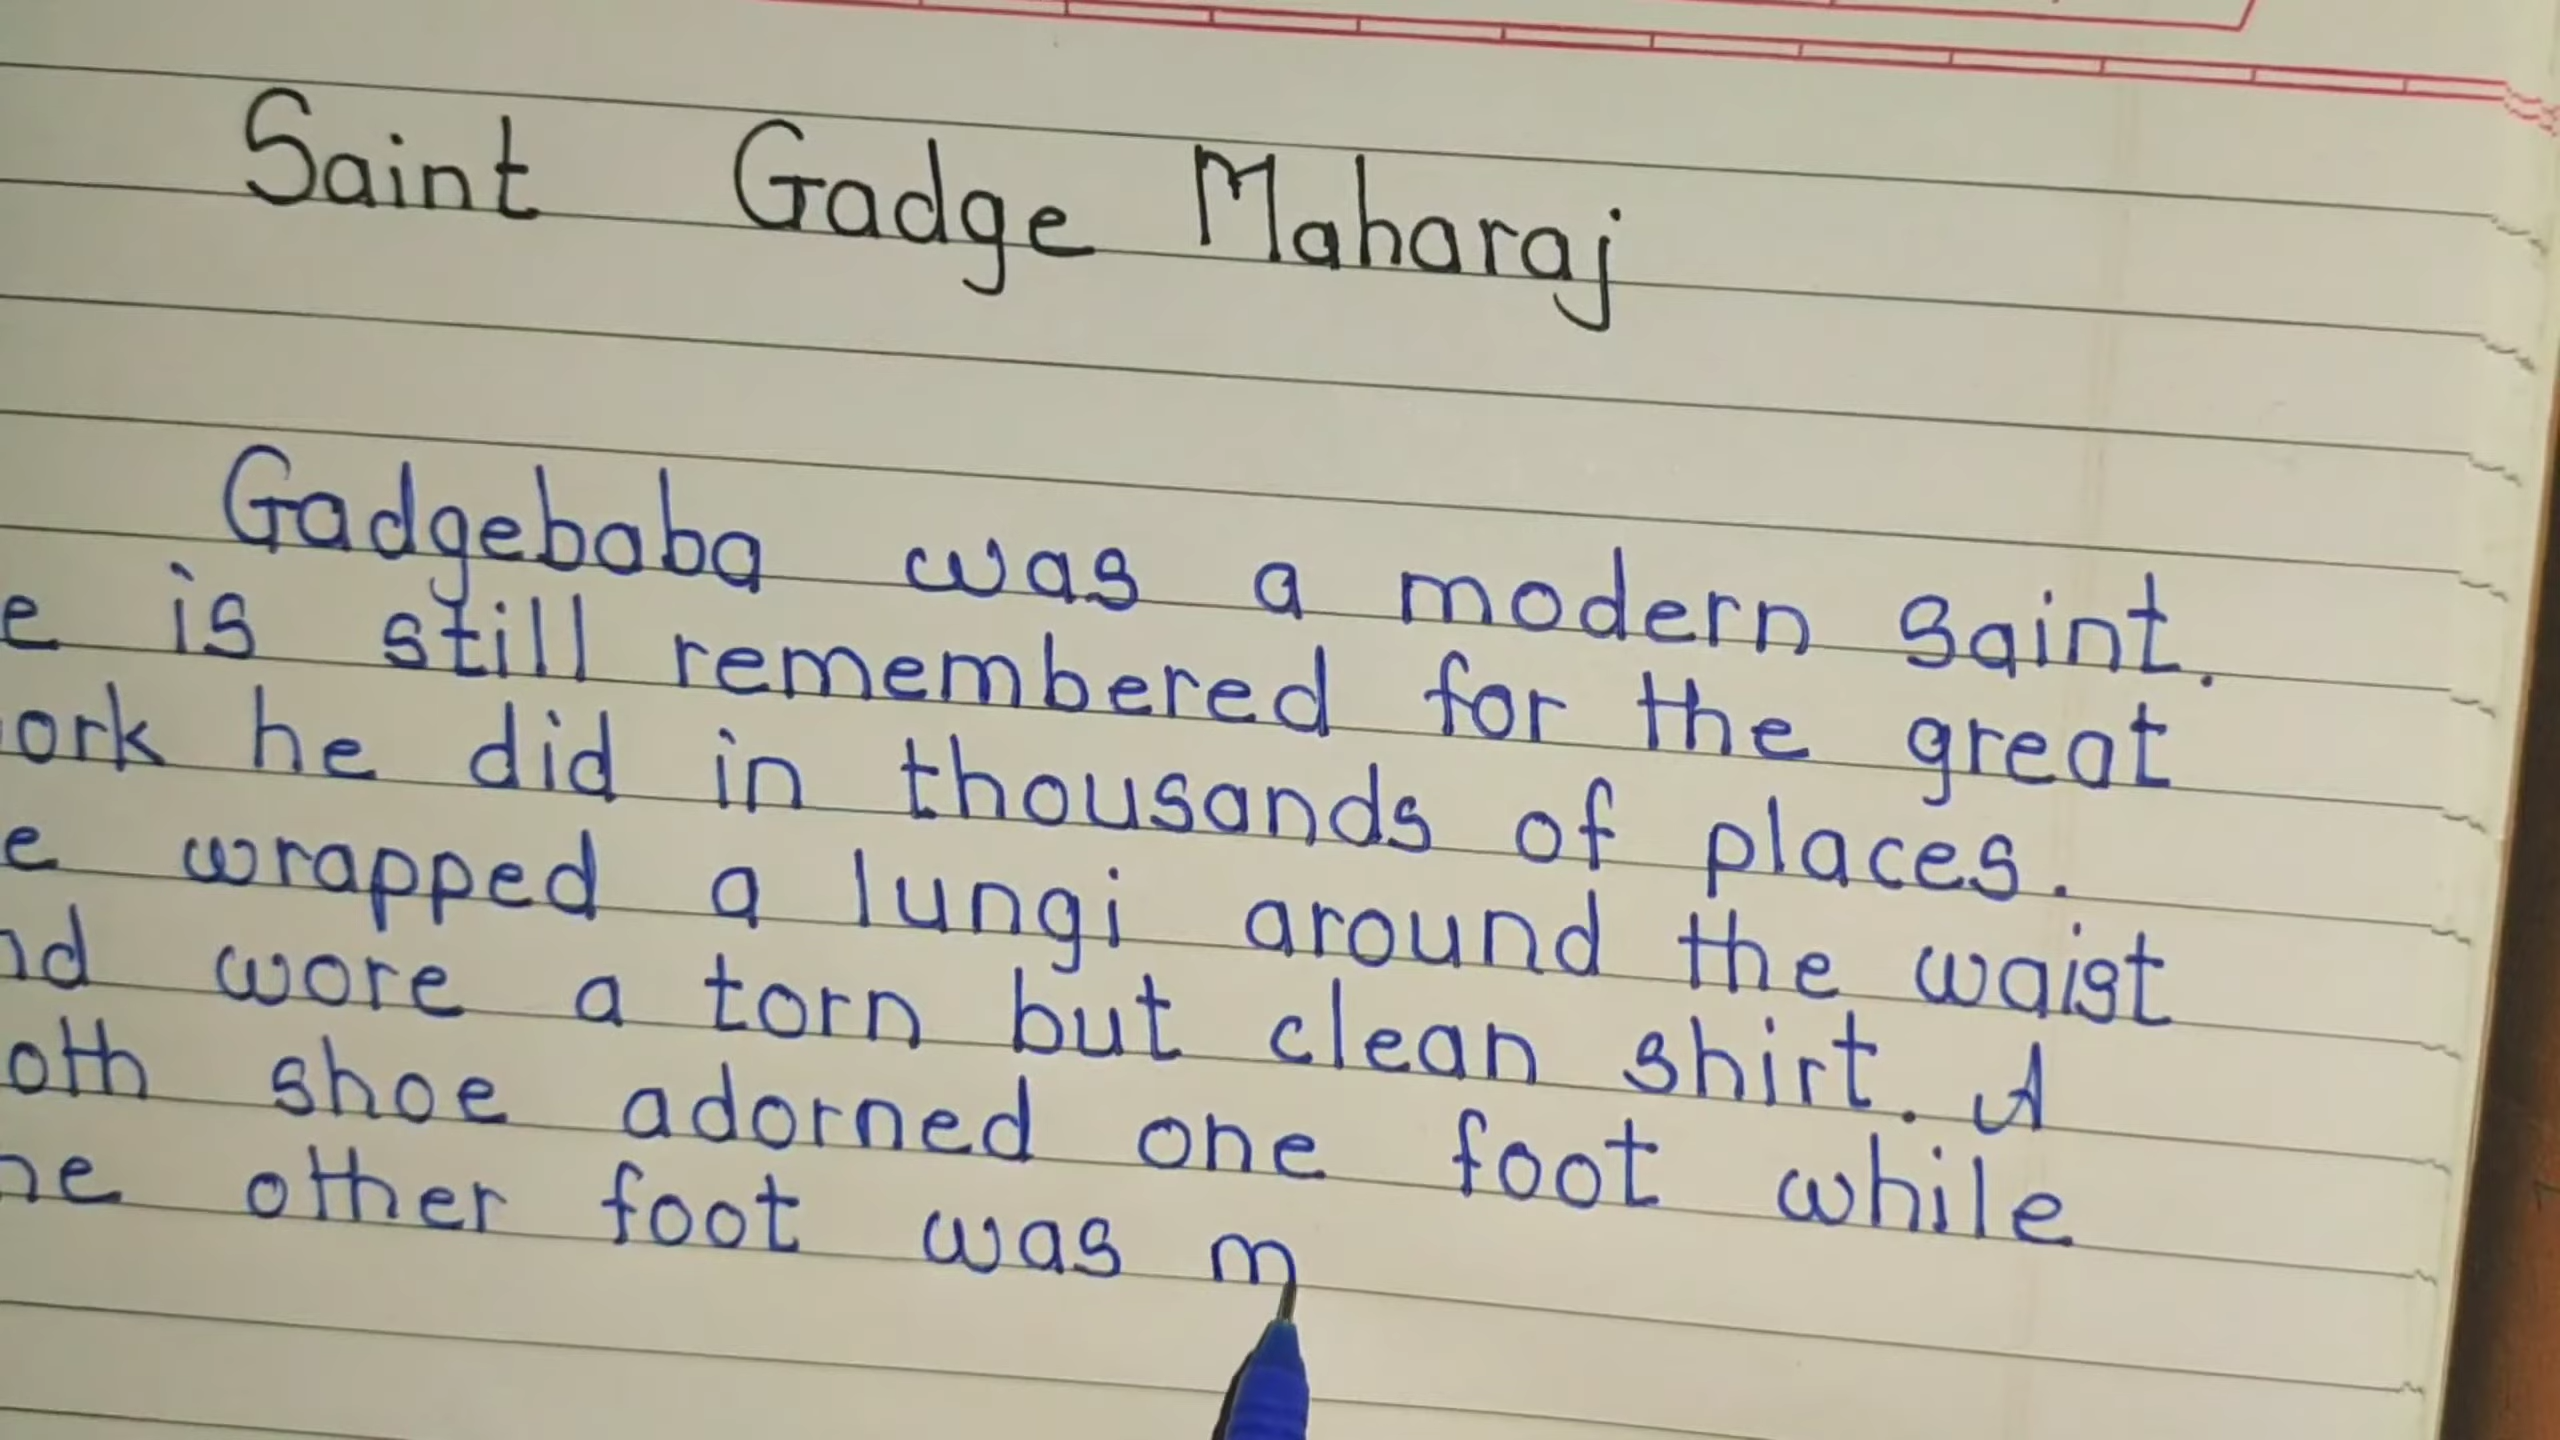 Saint Gadge Maharaj
Gadgebaba was a modern saint.
e is still remembered for the great
ork he did in thousands of places.
e wrapped a lungi around the waist
nd wore a torn but clean shirt. A
oth shoe adorned one foot while
he other foot was m